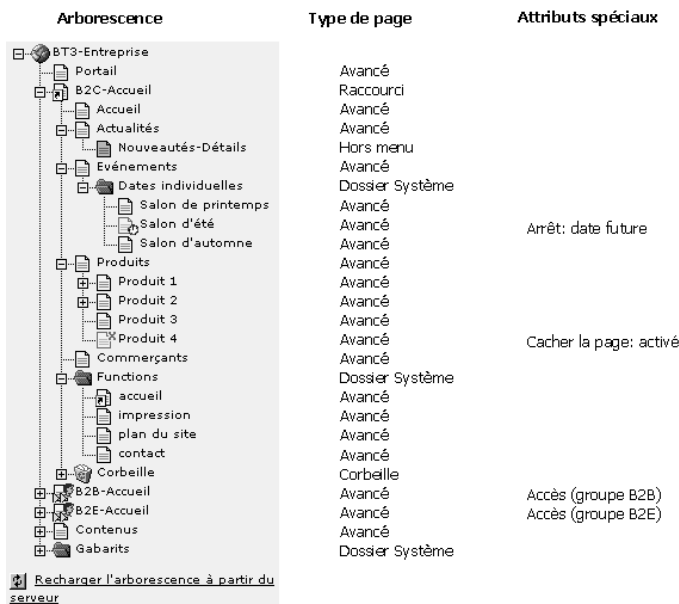 Arborescence Type de page Attributs spéciaux
BT3-Entreprise
Portail Avancé
B2C-Accueil Raccourci
Accueil Avancé
Actualités Avancé
Nouveautés-Détails Hors menu
Evénements Avancé
Dates individuelles Dossier Système
Salon de printemps Avancé
Salon d'été Avancé Arrêt: date future
Salon d'automne Avancé
Produits Avancé
Produit 1 Avancé
Produit 2 Avancé
Produit 3 Avancé
Produit 4 Avancé Cacher la page: activé
Commerçants Avancé
Functions Dossier Système
accueil Avancé
impression Avancé
plan du site Avancé
contact Avancé
Corbeille Corbeille
B2B-Accueil Avancé Accès (groupe B2B)
B2E-Accueil Avancé Accès (groupe B2E)
Contenus Avancé
Gabarits Dossier Système
Recharger l'arborescence à partir du
serveur